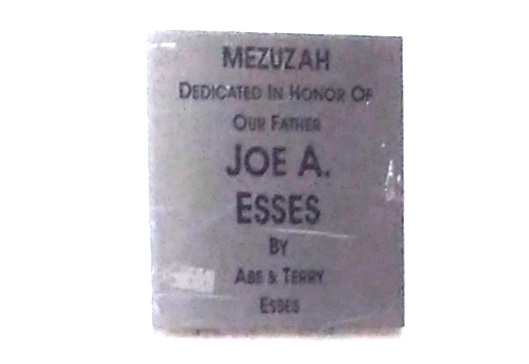 MEZUZAH
DEDICATED IN HONOR OF
OUR FATHER
JOE A.
ESSES
BY
ABE & TERRY
ESSES